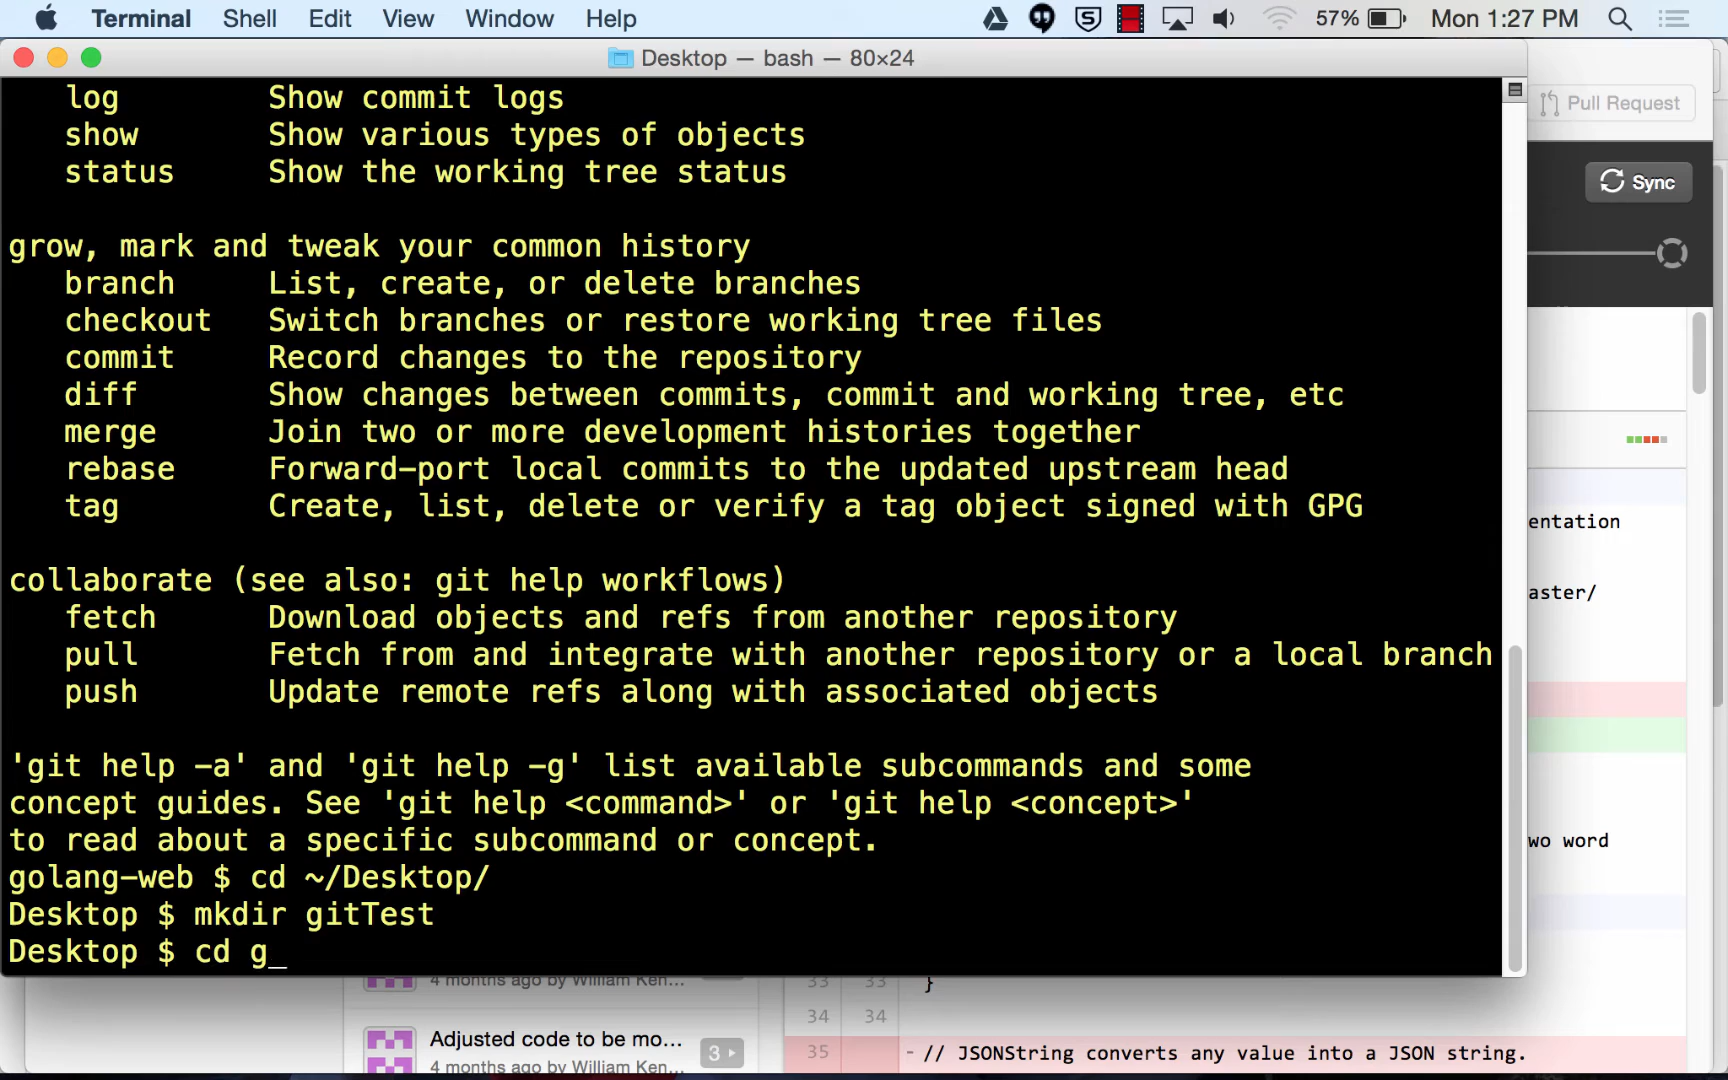 Terminal Shell Edit View Window Help 57% Mon 1:27 PM
Desktop — bash — 80×24
Pull Request
Sync
log Show commit logs
show Show various types of objects
status Show the working tree status
grow, mark and tweak your common history
branch List, create, or delete branches
checkout Switch branches or restore working tree files
commit Record changes to the repository
diff Show changes between commits, commit and working tree, etc
merge Join two or more development histories together
rebase Forward-port local commits to the updated upstream head
tag Create, list, delete or verify a tag object signed with GPG
collaborate (see also: git help workflows)
fetch Download objects and refs from another repository
pull Fetch from and integrate with another repository or a local branch
push Update remote refs along with associated objects
'git help -a' and 'git help -g' list available subcommands and some
concept guides. See 'git help <command>' or 'git help <concept>'
to read about a specific subcommand or concept.
golang-web $ cd ~/Desktop/
Desktop $ mkdir gitTest
Desktop $ cd g_
entation
aster/
wo word
4 months ago by William Ken...
33 33 }
34 34
Adjusted code to be mo... 3
35 - // JSONString converts any value into a JSON string.
4 months ago by William Ken...